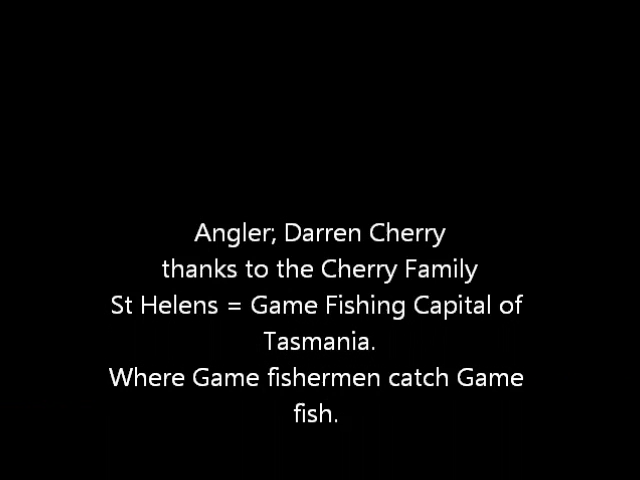 Angler; Darren Cherry
thanks to the Cherry Family
St Helens = Game Fishing Capital of
Tasmania.
Where Game fishermen catch Game
fish.